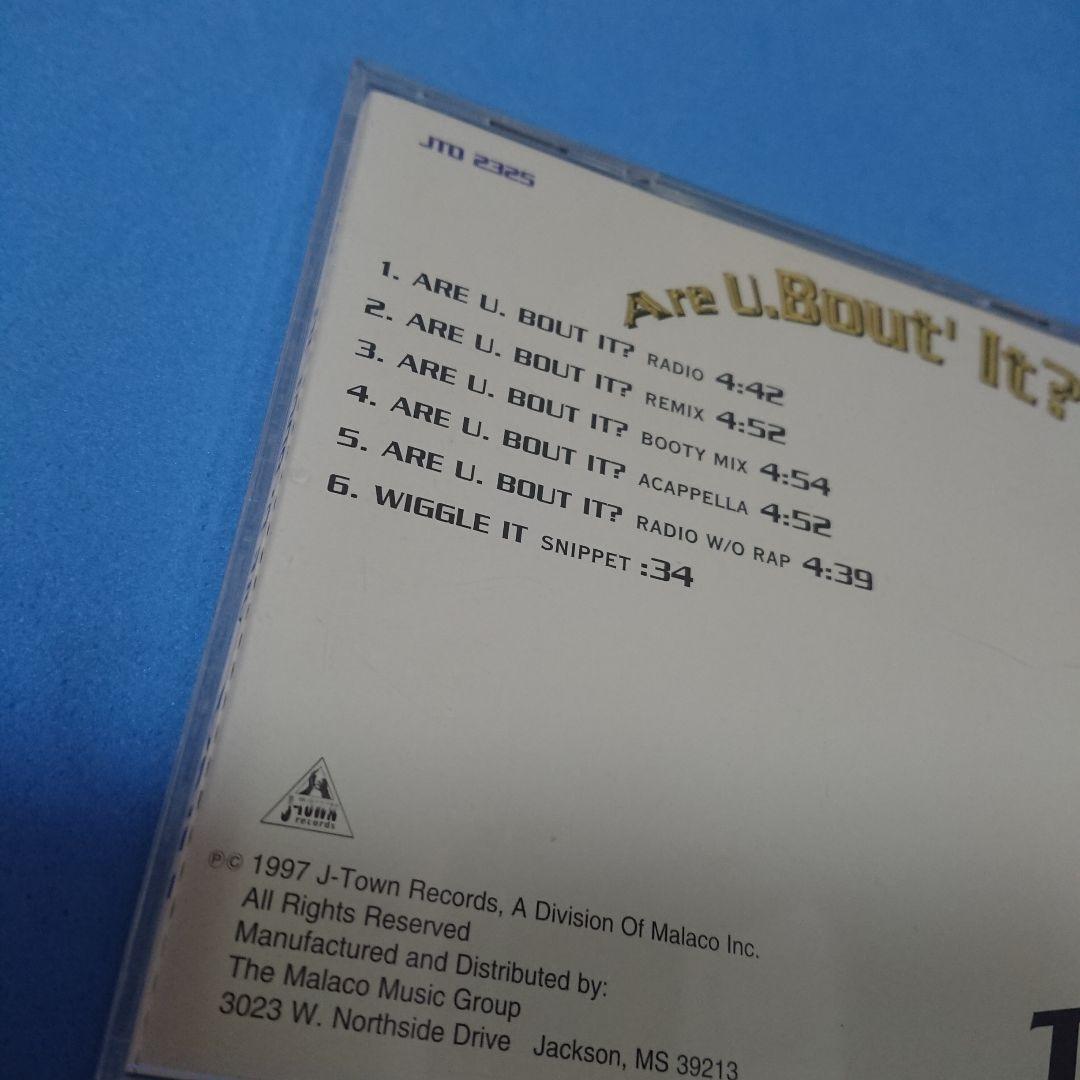 JTD 2325
Are U.Bout' It?
1. ARE U. BOUT IT? RADIO 4:42
2. ARE U. BOUT IT? REMIX 4:52
3. ARE U. BOUT IT? BOOTY MIX 4:54
4. ARE U. BOUT IT? ACAPPELLA 4:52
5. ARE U. BOUT IT? RADIO W/O RAP 4:39
6. WIGGLE IT SNIPPET :34
J-TOWN
records
℗© 1997 J-Town Records, A Division Of Malaco Inc.
All Rights Reserved
Manufactured and Distributed by:
The Malaco Music Group
3023 W. Northside Drive Jackson, MS 39213